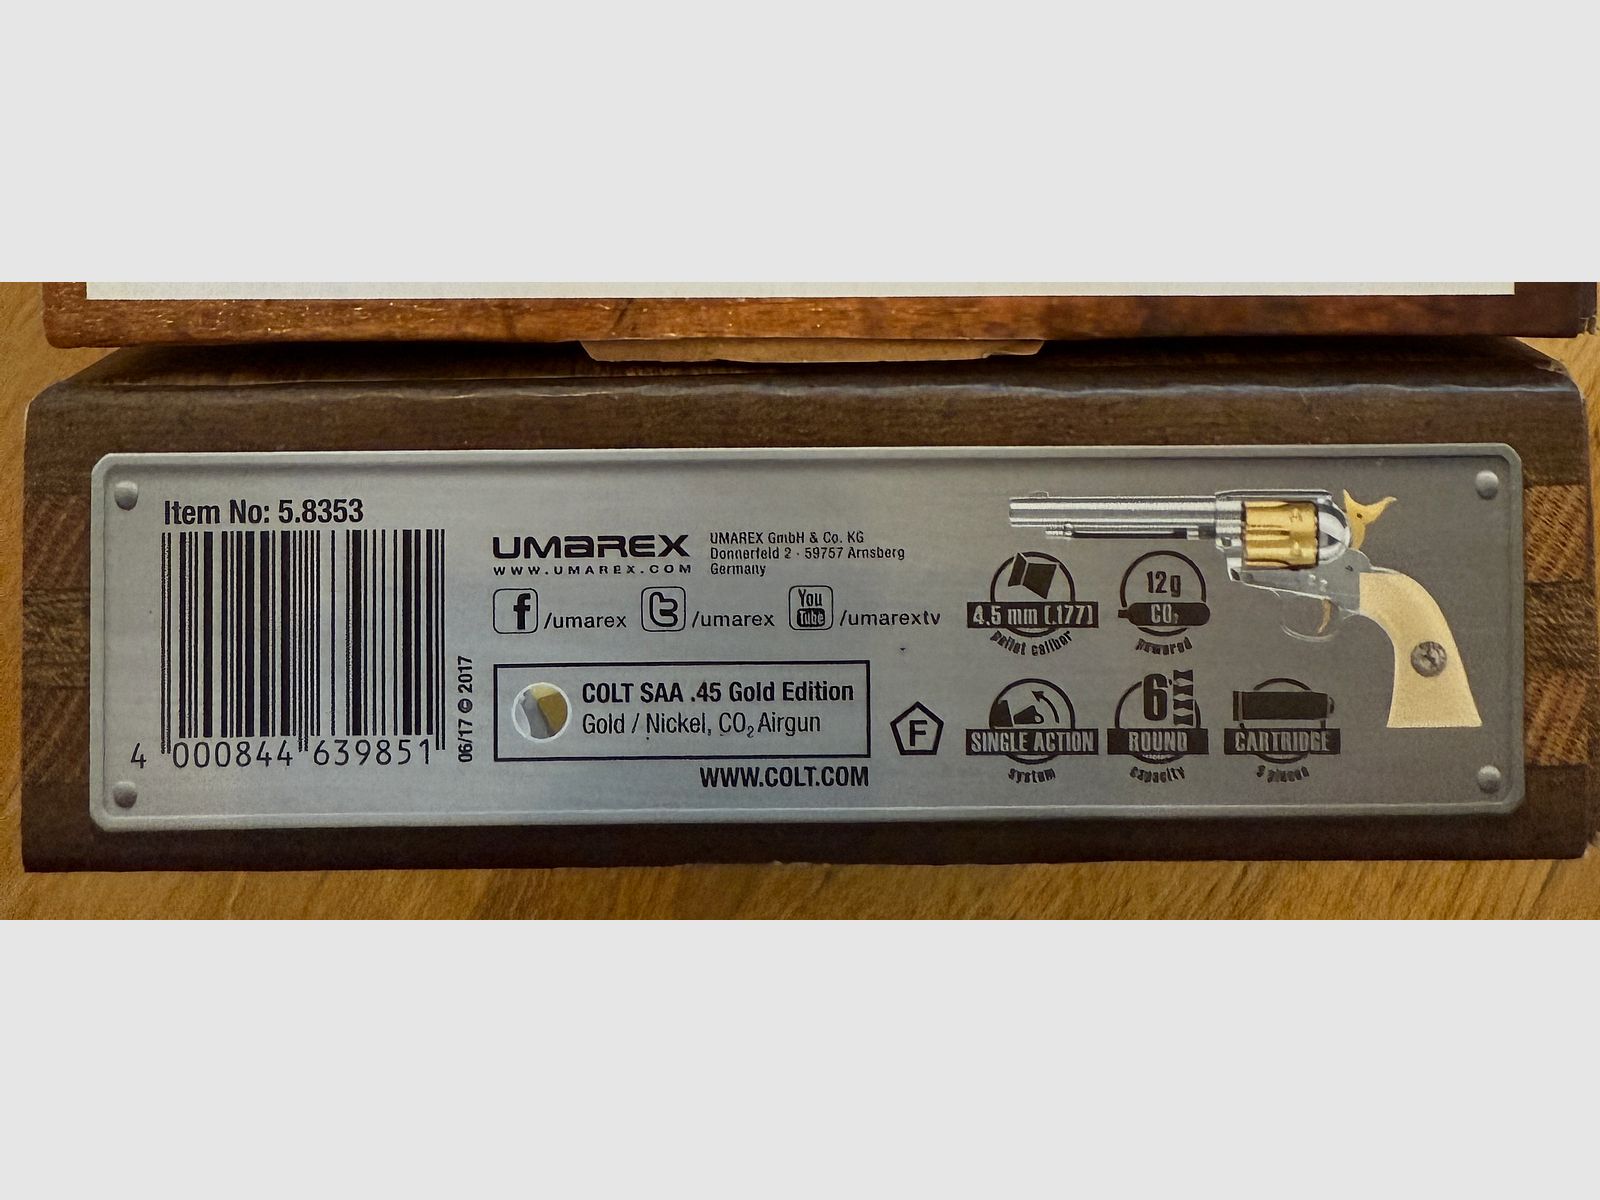 Item No: 5.8353
4 000844 639851
06/17 © 2017
UMAREX
WWW.UMAREX.COM
UMAREX GmbH & Co. KG
Donnerfeld 2 · 59757 Arnsberg
Germany
f /umarex
t /umarex
You Tube /umarextv
COLT SAA .45 Gold Edition
Gold / Nickel, CO₂ Airgun
WWW.COLT.COM
F
4.5 mm (.177)
pellet caliber
12g
CO₂
powered
SINGLE ACTION
system
6
ROUND
capacity
CARTRIDGE